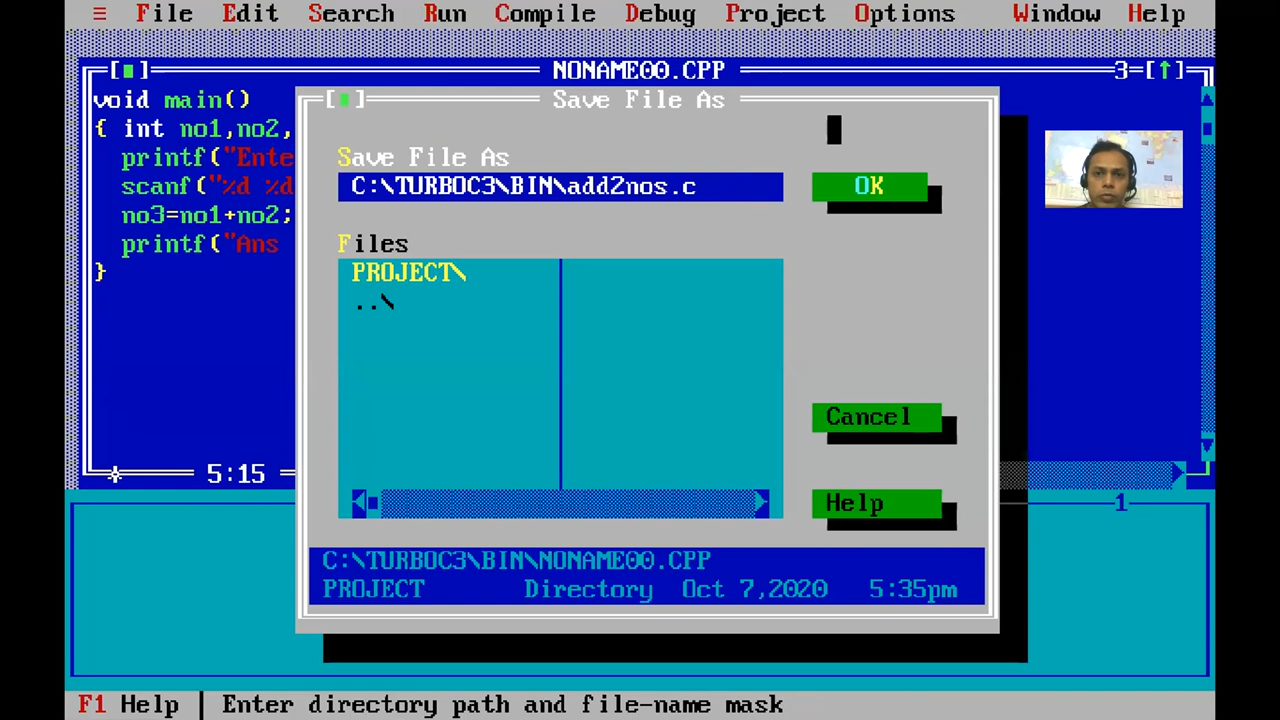 ≡ File Edit Search Run Compile Debug Project Options Window Help
[■] NONAME00.CPP 3=[↑]
void main()
{ int no1,no2,
printf("Ente
scanf("%d %d
no3=no1+no2;
printf("Ans
}
5:15
[■] Save File As
Save File As
C:\TURBOC3\BIN\add2nos.c
OK
Files
PROJECT\
..\
Cancel
Help
C:\TURBOC3\BIN\NONAME00.CPP
PROJECT Directory Oct 7,2020 5:35pm
1
F1 Help | Enter directory path and file-name mask